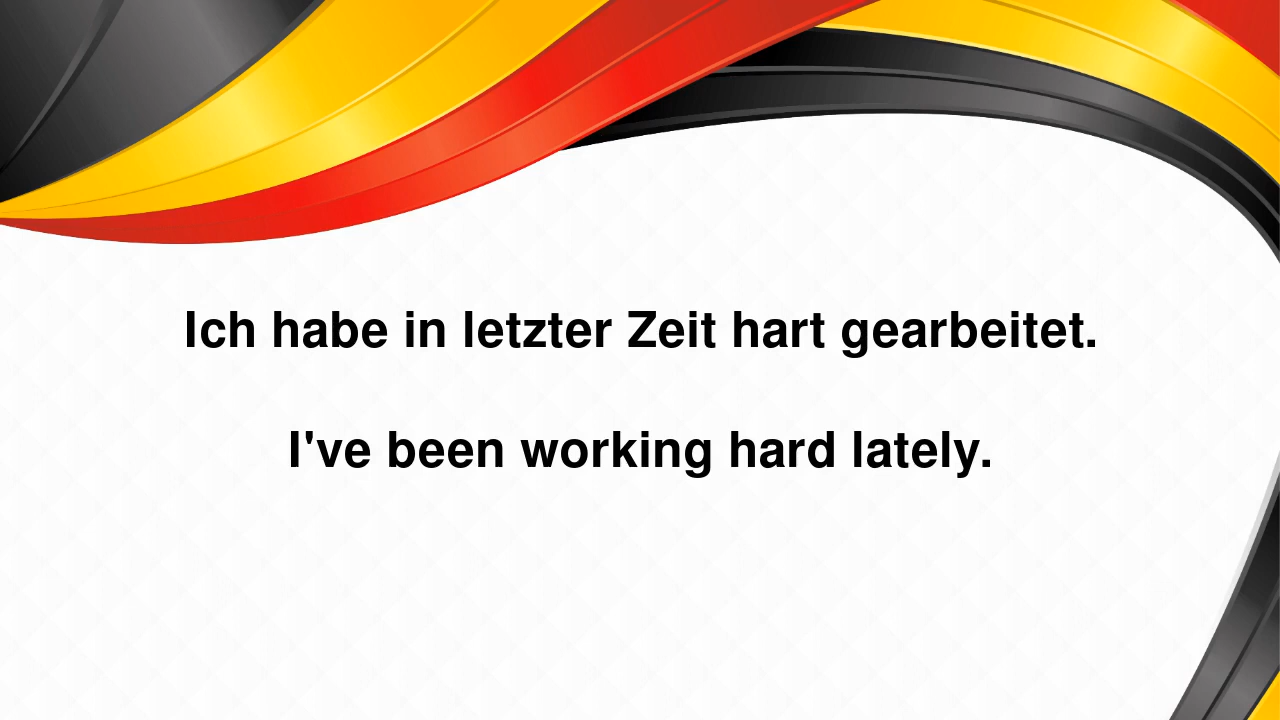 Ich habe in letzter Zeit hart gearbeitet.
I've been working hard lately.